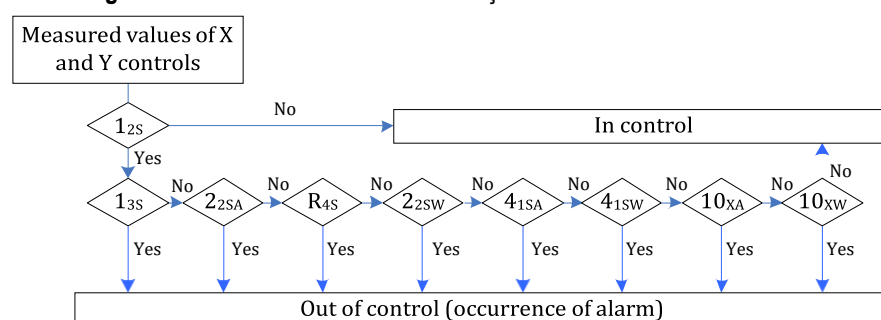 Measured values of X
and Y controls
No
1₂S
In control
Yes
No No No No No No No No
1₃S 2₂SA R₄S 2₂SW 4₁SA 4₁SW 10XA 10XW
Yes Yes Yes Yes Yes Yes Yes Yes
Out of control (occurrence of alarm)